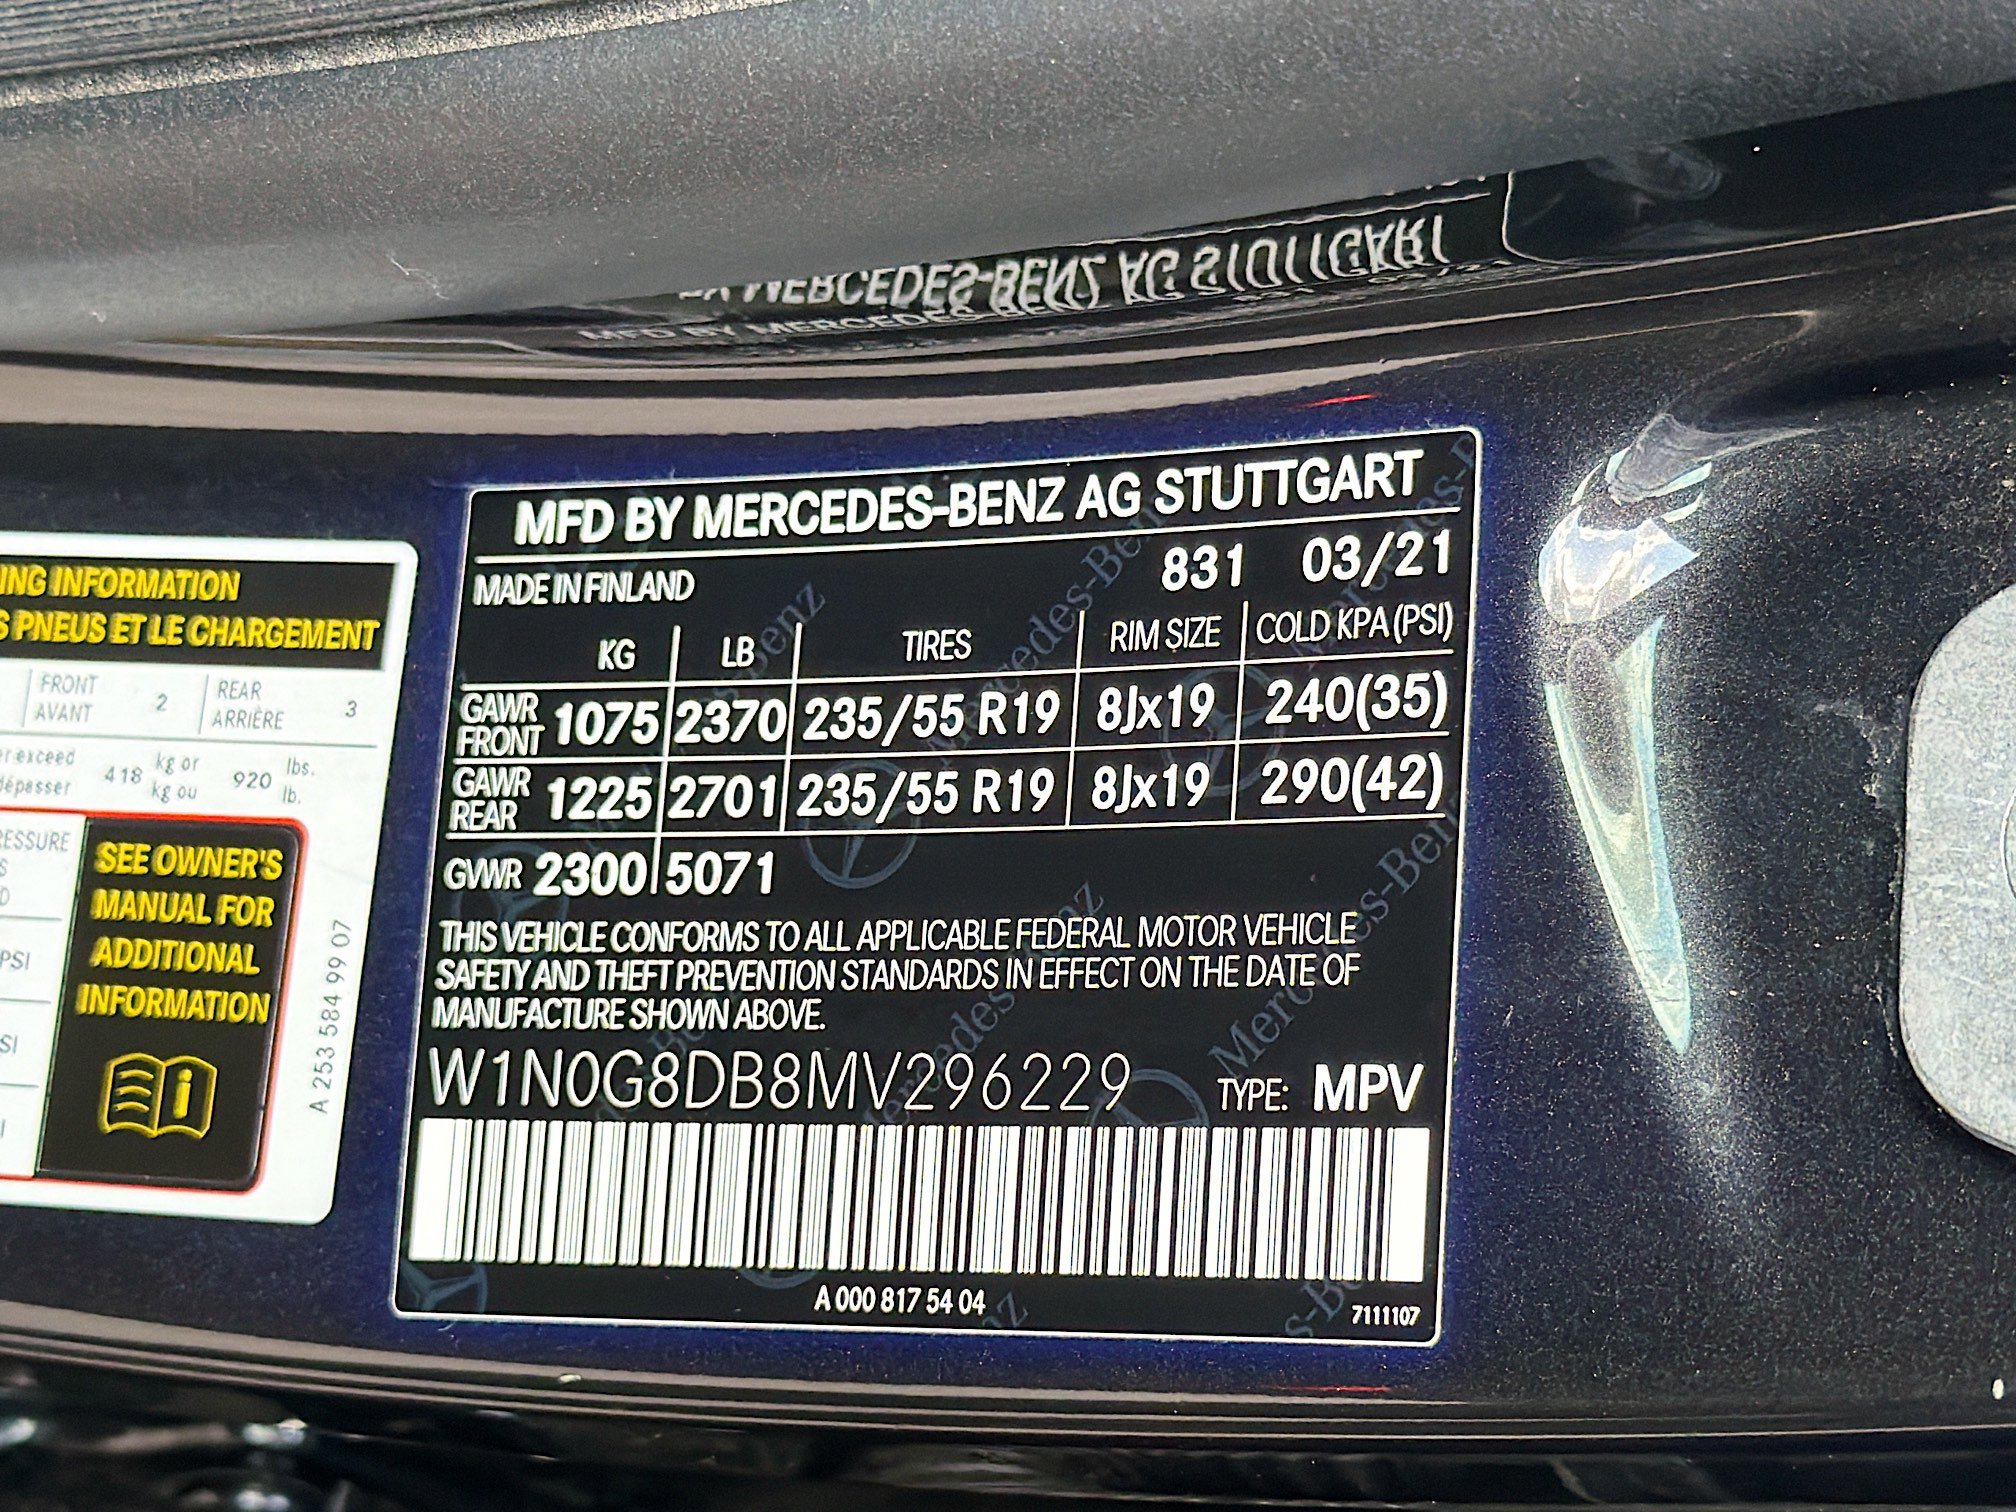 ING INFORMATION
S PNEUS ET LE CHARGEMENT
FRONT
AVANT
2
REAR
ARRIÈRE
3
exceed
dépasser
418
kg or
kg ou
920
lbs.
lb.
PSI
SEE OWNER'S
MANUAL FOR
ADDITIONAL
INFORMATION
A 253 584 99 07
MFD BY MERCEDES-BENZ AG STUTTGART
MADE IN FINLAND 831 03/21
KG LB TIRES RIM SIZE COLD KPA (PSI)
GAWR FRONT 1075 2370 235/55 R19 8Jx19 240(35)
GAWR REAR 1225 2701 235/55 R19 8Jx19 290(42)
GVWR 2300 5071
THIS VEHICLE CONFORMS TO ALL APPLICABLE FEDERAL MOTOR VEHICLE
SAFETY AND THEFT PREVENTION STANDARDS IN EFFECT ON THE DATE OF
MANUFACTURE SHOWN ABOVE.
W1N0G8DB8MV296229 TYPE: MPV
A 000 817 54 04
7111107